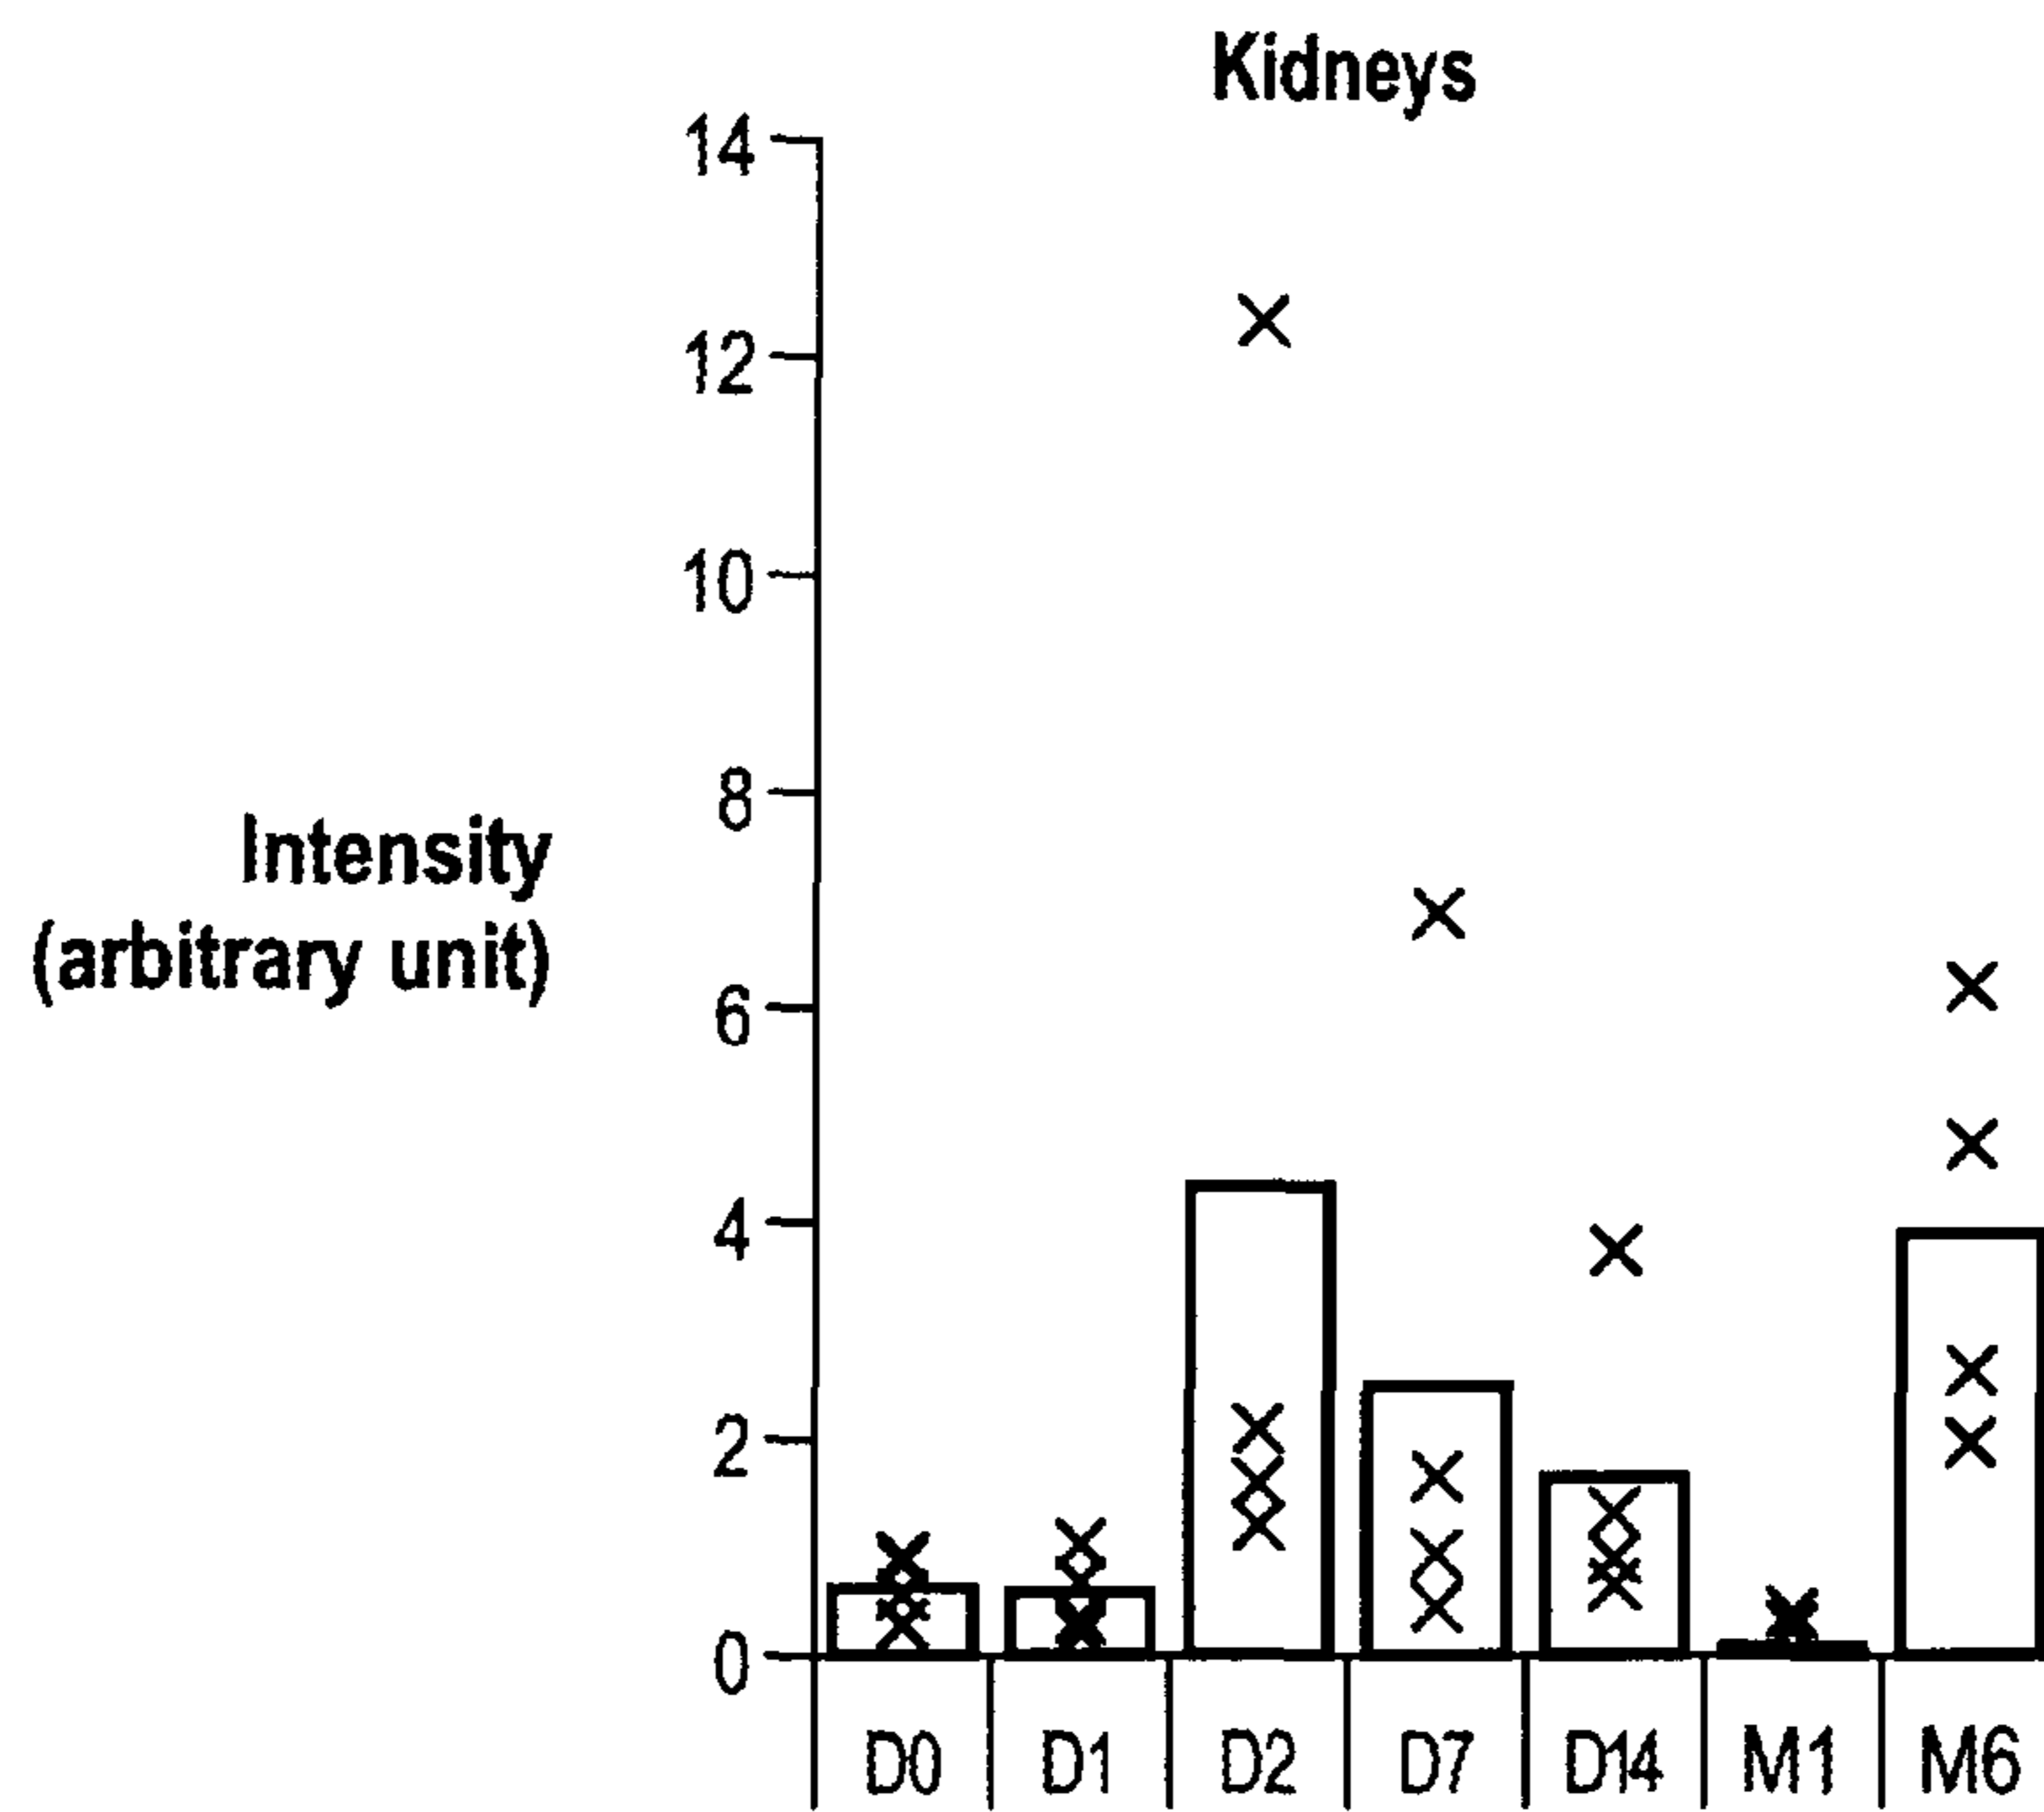 Kidneys
14
12
10
8
6
4
2
0
Intensity
(arbitrary unit)
D0 D1 D2 D7 D14 M1 M6